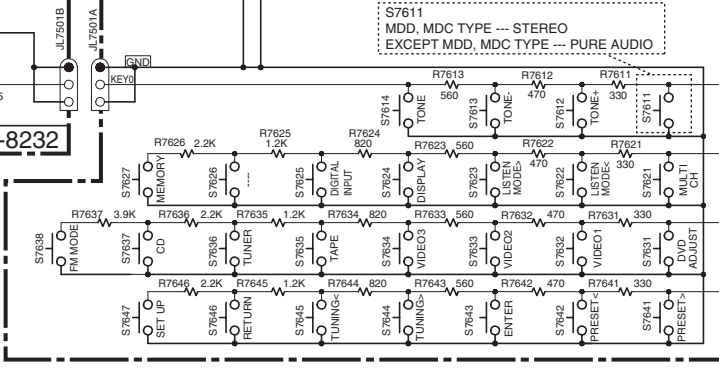 S7611
MDD, MDC TYPE --- STEREO
EXCEPT MDD, MDC TYPE --- PURE AUDIO
JL7501B
JL7501A
GND
KEY0
5
-8232
R7613 R7612 R7611
560 470 330
S7614 TONE
S7613 TONE-
S7612 TONE+
S7611
R7626 2.2K
R7625 1.2K
R7624 820
R7623 560
R7622 470
R7621 330
S7627 MEMORY
S7626 ----
S7625 DIGITAL INPUT
S7624 DISPLAY
S7623 LISTEN MODE>
S7622 LISTEN MODE<
S7621 MULTI CH
R7637 3.9K R7636 2.2K R7635 1.2K R7634 820 R7633 560 R7632 470 R7631 330
S7638 FM MODE
S7637 CD
S7636 TUNER
S7635 TAPE
S7634 VIDEO3
S7633 VIDEO2
S7632 VIDEO1
S7631 DVD ADJUST
R7646 2.2K R7645 1.2K R7644 820 R7643 560 R7642 470 R7641 330
S7647 SET UP
S7646 RETURN
S7645 TUNING<
S7644 TUNING>
S7643 ENTER
S7642 PRESET<
S7641 PRESET>